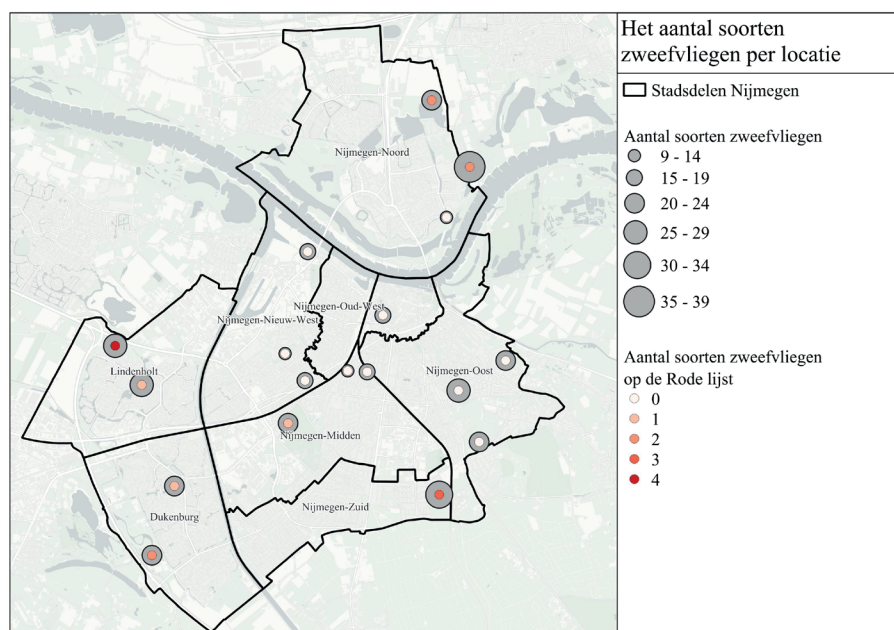 Het aantal soorten
zweefvliegen per locatie
Stadsdelen Nijmegen
Aantal soorten zweefvliegen
9 - 14
15 - 19
20 - 24
25 - 29
30 - 34
35 - 39
Aantal soorten zweefvliegen
op de Rode lijst
0
1
2
3
4
Nijmegen-Noord
Nijmegen-Oud-West
Nijmegen-Nieuw-West
Lindenholt
Nijmegen-Oost
Nijmegen-Midden
Nijmegen-Zuid
Dukenburg